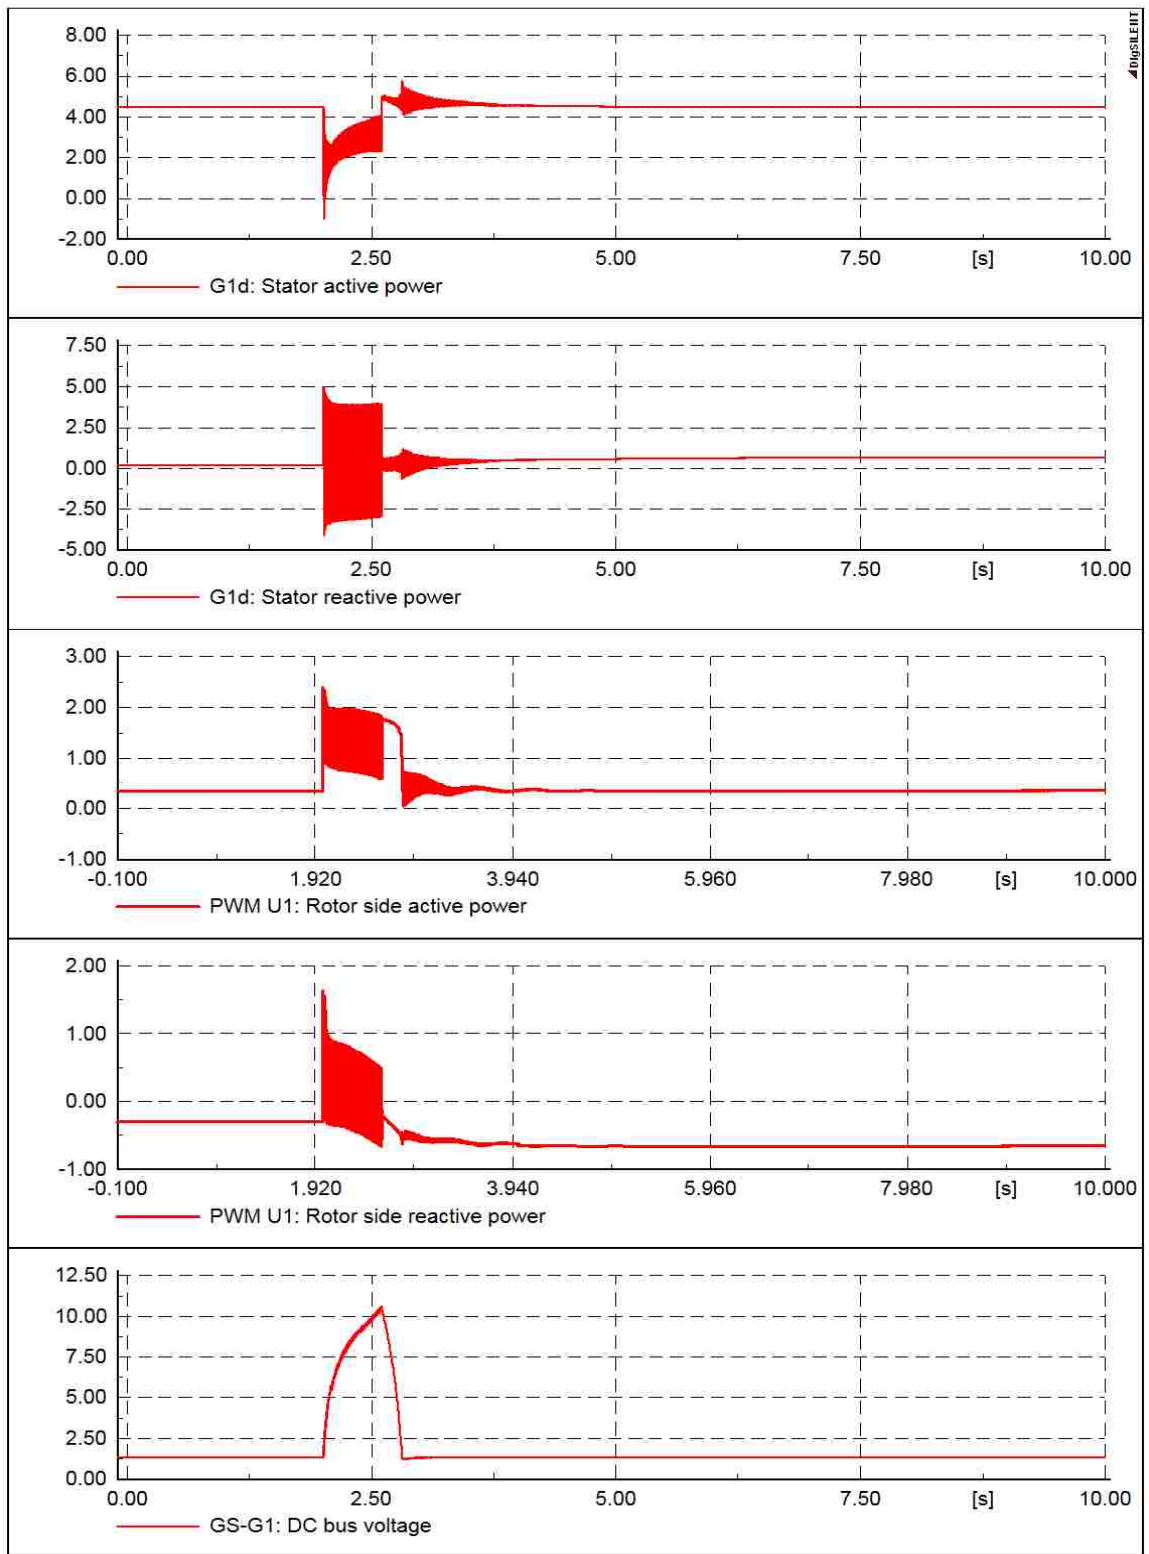 DIgSILENT
8.00
6.00
4.00
2.00
0.00
-2.00
0.00 2.50 5.00 7.50 [s] 10.00
G1d: Stator active power
7.50
5.00
2.50
0.00
-2.50
-5.00
0.00 2.50 5.00 7.50 [s] 10.00
G1d: Stator reactive power
3.00
2.00
1.00
0.00
-1.00
-0.100 1.920 3.940 5.960 7.980 [s] 10.000
PWM U1: Rotor side active power
2.00
1.00
0.00
-1.00
-0.100 1.920 3.940 5.960 7.980 [s] 10.000
PWM U1: Rotor side reactive power
12.50
10.00
7.50
5.00
2.50
0.00
0.00 2.50 5.00 7.50 [s] 10.00
GS-G1: DC bus voltage